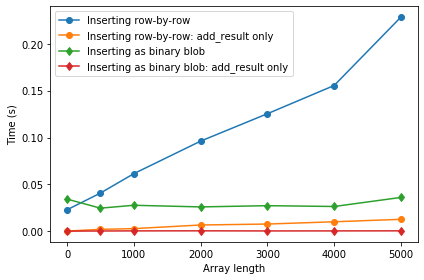 Inserting row-by-row
Inserting row-by-row: add_result only
Inserting as binary blob
Inserting as binary blob: add_result only
Time (s)
0.20
0.15
0.10
0.05
0.00
0 1000 2000 3000 4000 5000
Array length